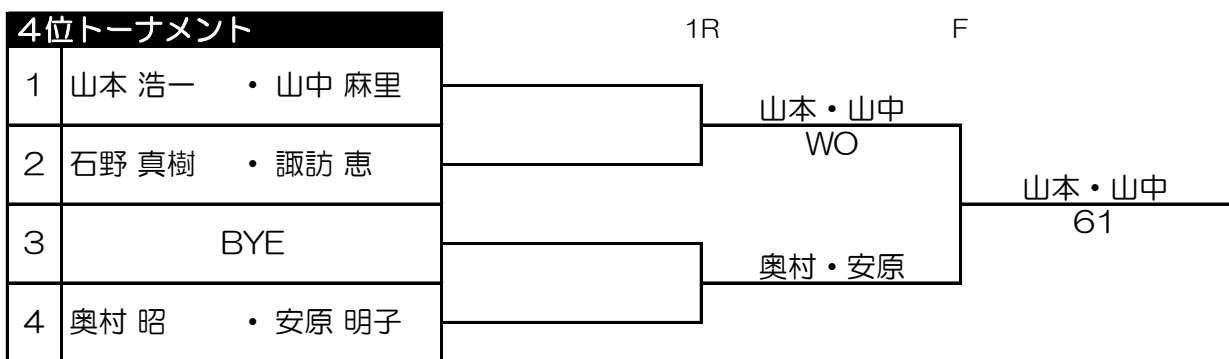 4位トーナメント 1R F
1 山本 浩一 ・ 山中 麻里
山本・山中
WO
2 石野 真樹 ・ 諏訪 恵
山本・山中
61
3 BYE
奥村・安原
4 奥村 昭 ・ 安原 明子